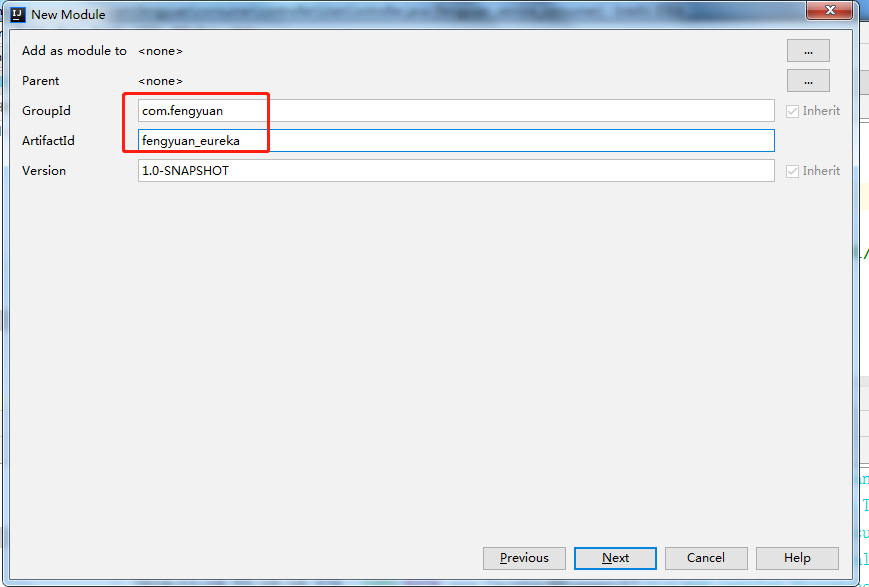 New Module
Add as module to <none> ...
Parent <none> ...
GroupId com.fengyuan Inherit
ArtifactId fengyuan_eureka
Version 1.0-SNAPSHOT Inherit
Previous Next Cancel Help